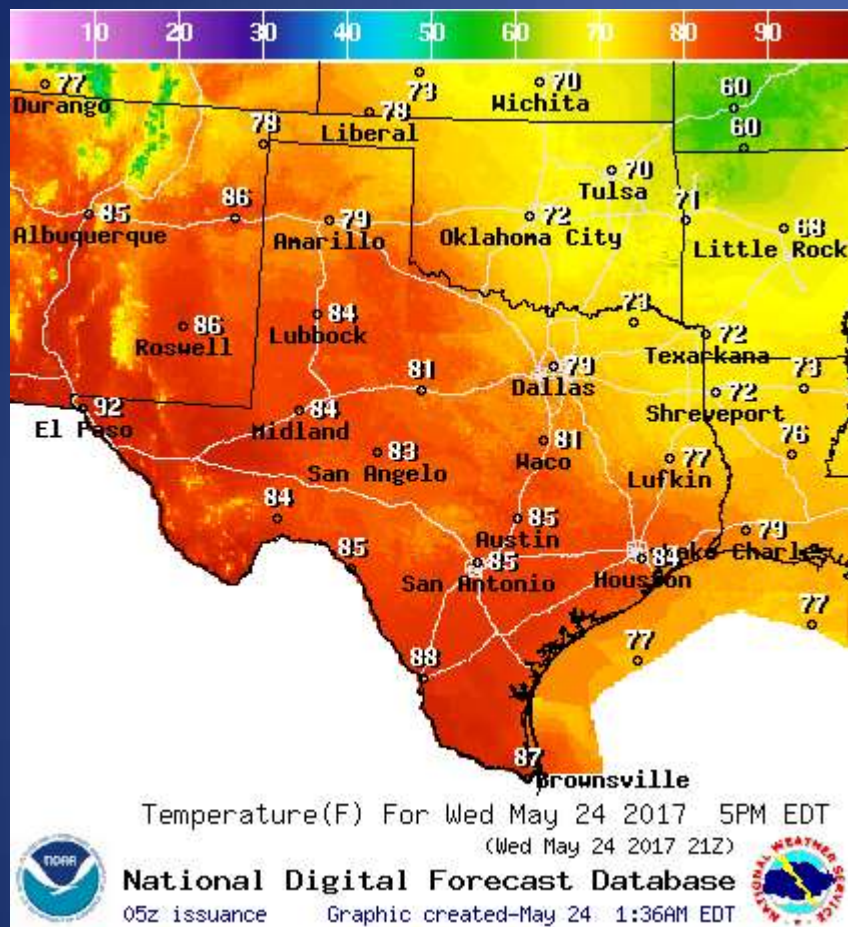 10 20 30 40 50 60 70 80 90
77 73 70 60
Durango 78 Wichita
Liberal
78 60
70
Tulsa
85 86 79 72 71 68
Albuquerque Amarillo Oklahoma City Little Rock
86 84 73
Roswell Lubbock 72
Texarkana
81 79
Dallas 72 73
92 84 Shreveport
El Paso Midland 81 76
83 Waco 77
San Angelo Lufkin
84 85 79
Austin Lake Charles
85 85 84
San Antonio Houston
77
88 77
87
Brownsville
Temperature(F) For Wed May 24 2017 5PM EDT
(Wed May 24 2017 21Z)
NOAA
National Digital Forecast Database
05z issuance Graphic created-May 24 1:36AM EDT
NATIONAL WEATHER SERVICE